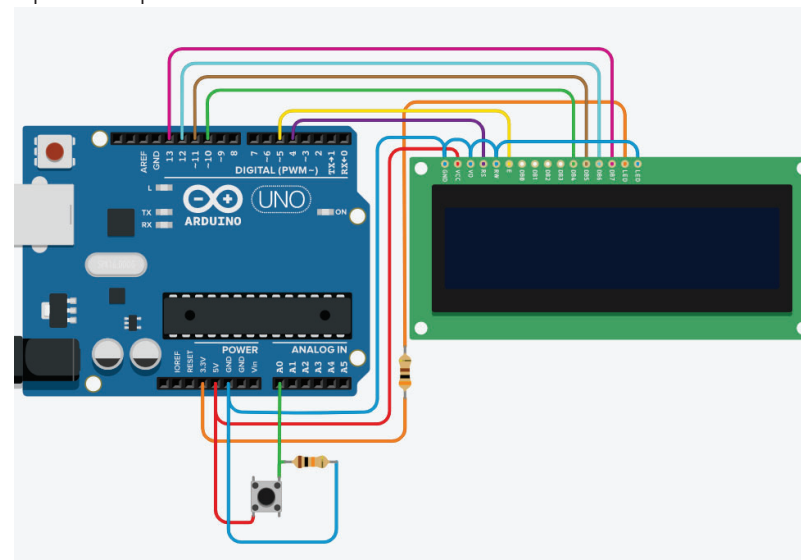 AREF
GND
13
12
~11
~10
~9
8
7
~6
~5
4
~3
2
TX→1
RX←0
DIGITAL (PWM~)
L
TX
RX
ARDUINO
UNO
ON
POWER
ANALOG IN
IOREF
RESET
3.3V
5V
GND
GND
Vin
A0
A1
A2
A3
A4
A5
GND
VCC
VO
RS
RW
E
DB0
DB1
DB2
DB3
DB4
DB5
DB6
DB7
LED
LED